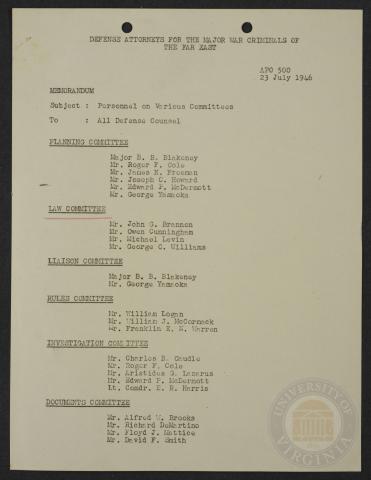 DEFENSE ATTORNEYS FOR THE MAJOR WAR CRIMINALS OF
THE FAR EAST
APO 500
23 July 1946
MEMORANDUM
Subject : Personnel on Various Committees
To : All Defense Counsel
PLANNING COMMITTEE
Major B. B. Blakeney
Mr. Roger F. Cole
Mr. James N. Freeman
Mr. Joseph C. Howard
Mr. Edward P. McDermott
Mr. George Yamaoka
LAW COMMITTEE
Mr. John G. Brannon
Mr. Owen Cunningham
Mr. Michael Levin
Mr. George C. Williams
LIAISON COMMITTEE
Major B. B. Blakeney
Mr. George Yamaoka
RULES COMMITTEE
Mr. William Logan
Mr. William J. McCormack
Mr. Franklin E. N. Warren
INVESTIGATION COMMITTEE
Mr. Charles B. Caudle
Mr. Roger F. Cole
Mr. Aristides G. Lazarus
Mr. Edward P. McDermott
Lt. Comdr. E. R. Harris
DOCUMENTS COMMITTEE
Mr. Alfred W. Brooks
Mr. Richard DeMartino
Mr. Floyd J. Mattice
Mr. David F. Smith
UNIVERSITY OF VIRGINIA